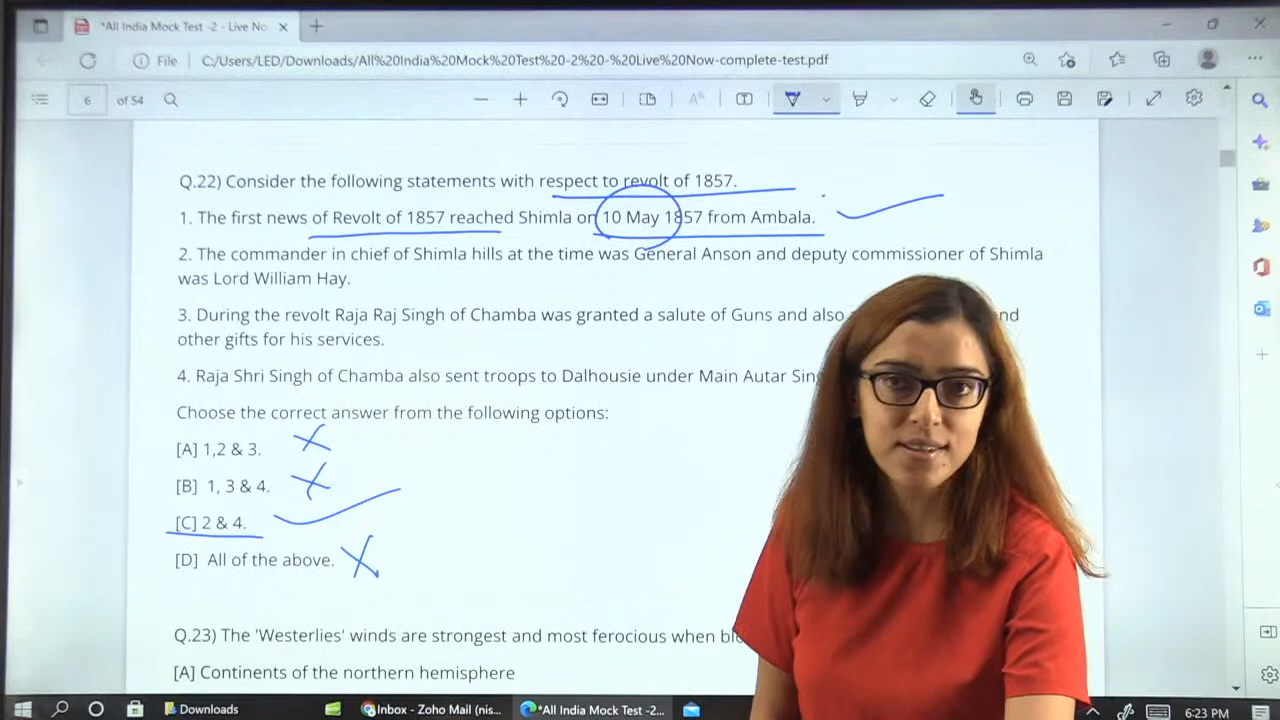 *All India Mock Test -2 - Live No
File C:/Users/LED/Downloads/All%20India%20Mock%20Test%20-2%20-%20Live%20Now-complete-test.pdf
6 of 54
Q.22) Consider the following statements with respect to revolt of 1857.
1. The first news of Revolt of 1857 reached Shimla on 10 May 1857 from Ambala.
2. The commander in chief of Shimla hills at the time was General Anson and deputy commissioner of Shimla
was Lord William Hay.
3. During the revolt Raja Raj Singh of Chamba was granted a salute of Guns and also nd
other gifts for his services.
4. Raja Shri Singh of Chamba also sent troops to Dalhousie under Main Autar Sin
Choose the correct answer from the following options:
[A] 1,2 & 3.
[B] 1, 3 & 4.
[C] 2 & 4.
[D] All of the above.
Q.23) The 'Westerlies' winds are strongest and most ferocious when bl
[A] Continents of the northern hemisphere
Downloads Inbox - Zoho Mail (nis... *All India Mock Test -2... 6:23 PM